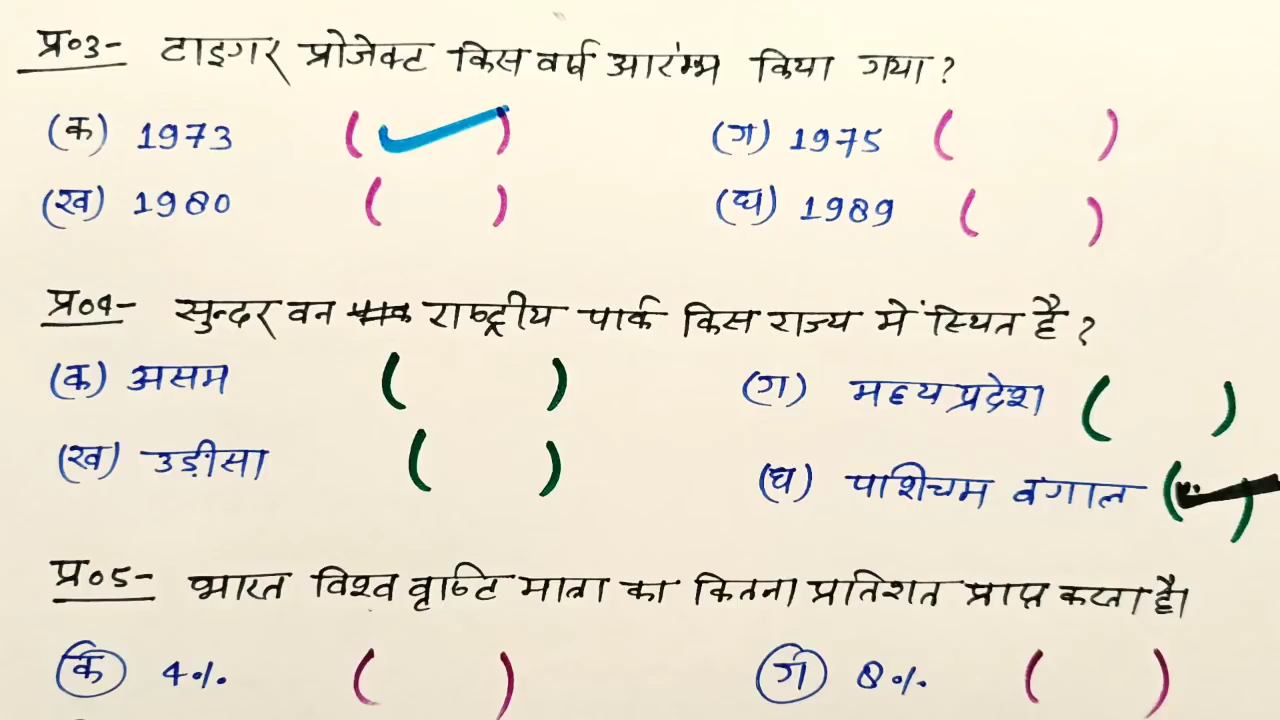 प्र०3- टाइगर प्रोजेक्ट किस वर्ष आरंम्भ किया गया?
(क) 1973 ( ✓ ) (ग) 1975 ( )
(ख) 1980 ( ) (घ) 1989 ( )
प्र०4- सुन्दर वन राष्ट्रीय पार्क किस राज्य में स्थित है?
(क) असम ( ) (ग) मध्यप्रदेश ( )
(ख) उड़ीसा ( ) (घ) पाशिचम बंगाल ( ✓ )
प्र०5- भारत विश्व वृष्टि मात्रा का कितना प्रतिशत प्राप्त करता है।
(क) 4% ( ) (ग) 8% ( )